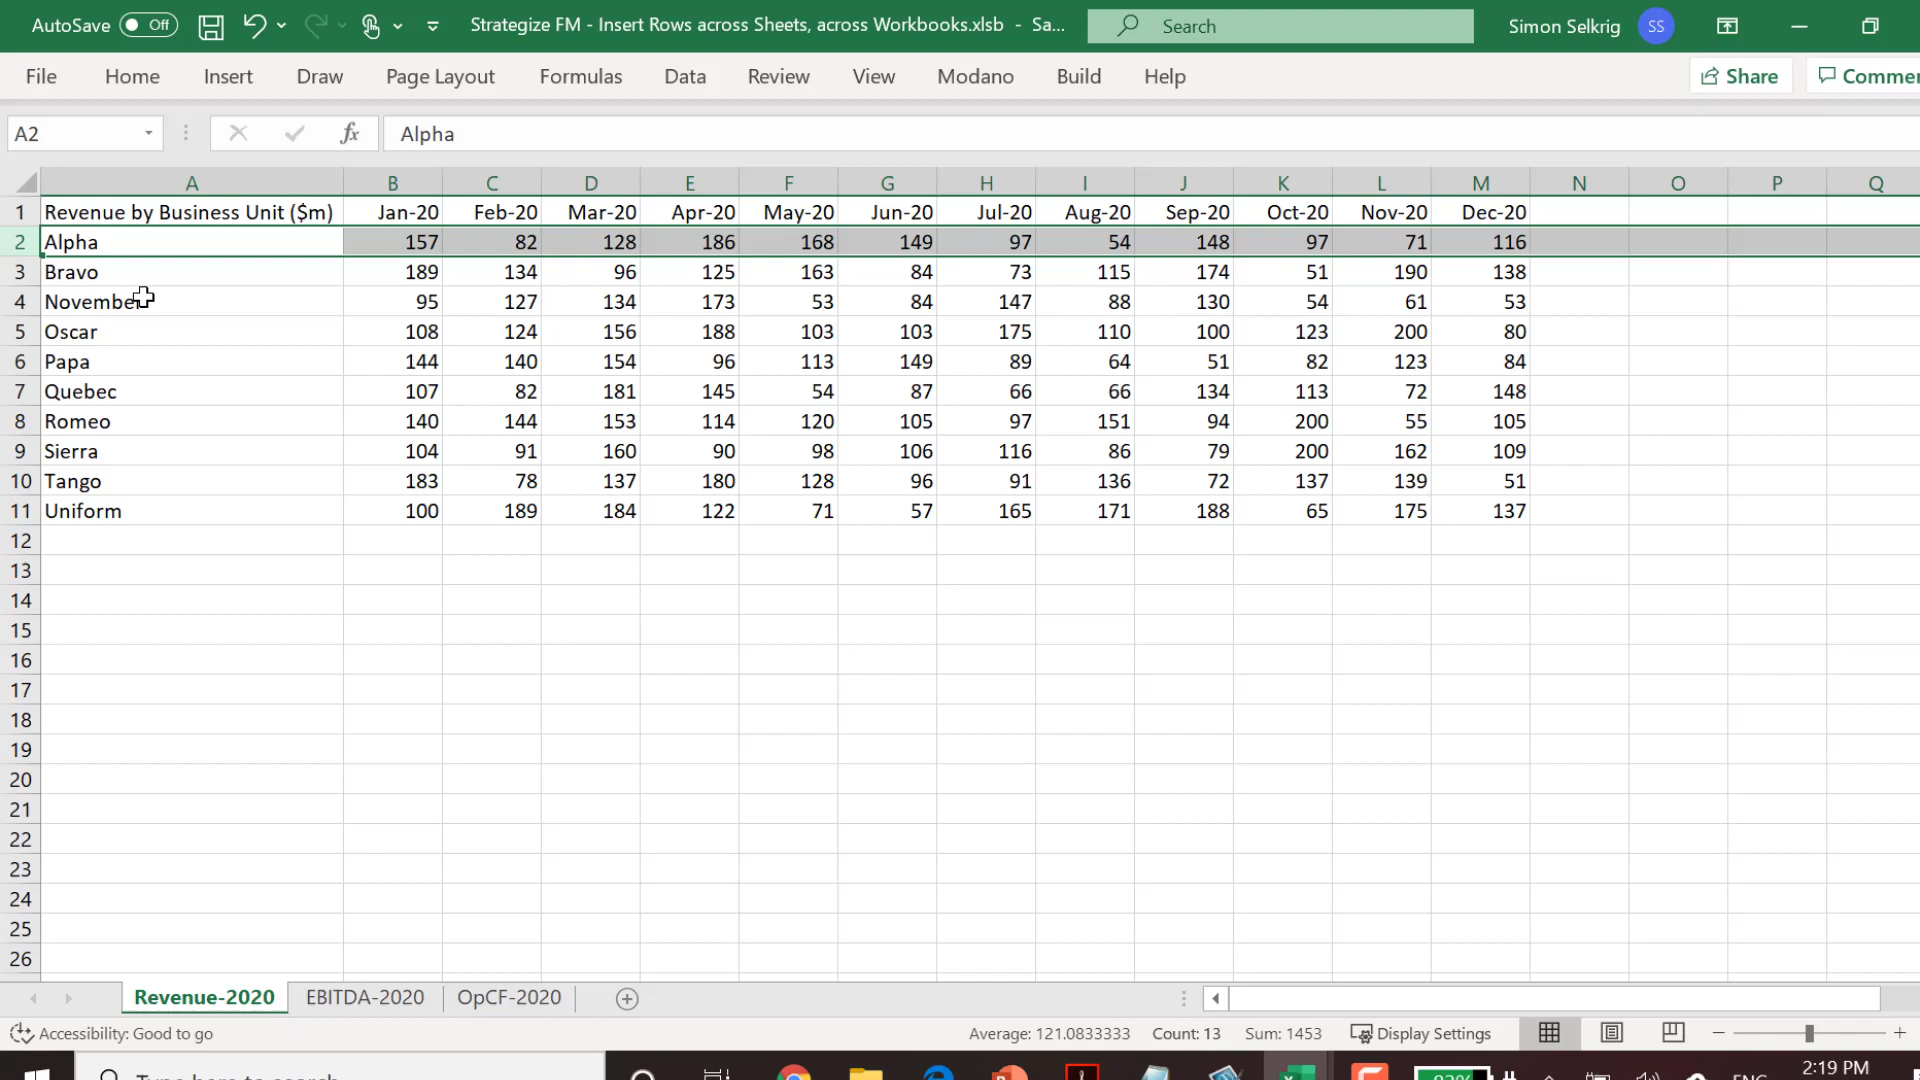 AutoSave Off Strategize FM - Insert Rows across Sheets, across Workbooks.xlsb - Sa... Search Simon Selkrig SS
File Home Insert Draw Page Layout Formulas Data Review View Modano Build Help Share Commen
A2 fx Alpha
A B C D E F G H I J K L M N O P Q
1 Revenue by Business Unit ($m) Jan-20 Feb-20 Mar-20 Apr-20 May-20 Jun-20 Jul-20 Aug-20 Sep-20 Oct-20 Nov-20 Dec-20
2 Alpha 157 82 128 186 168 149 97 54 148 97 71 116
3 Bravo 189 134 96 125 163 84 73 115 174 51 190 138
4 November 95 127 134 173 53 84 147 88 130 54 61 53
5 Oscar 108 124 156 188 103 103 175 110 100 123 200 80
6 Papa 144 140 154 96 113 149 89 64 51 82 123 84
7 Quebec 107 82 181 145 54 87 66 66 134 113 72 148
8 Romeo 140 144 153 114 120 105 97 151 94 200 55 105
9 Sierra 104 91 160 90 98 106 116 86 79 200 162 109
10 Tango 183 78 137 180 128 96 91 136 72 137 139 51
11 Uniform 100 189 184 122 71 57 165 171 188 65 175 137
12
13
14
15
16
17
18
19
20
21
22
23
24
25
26
Revenue-2020 EBITDA-2020 OpCF-2020
Accessibility: Good to go Average: 121.0833333 Count: 13 Sum: 1453 Display Settings
Type here to search 2:19 PM